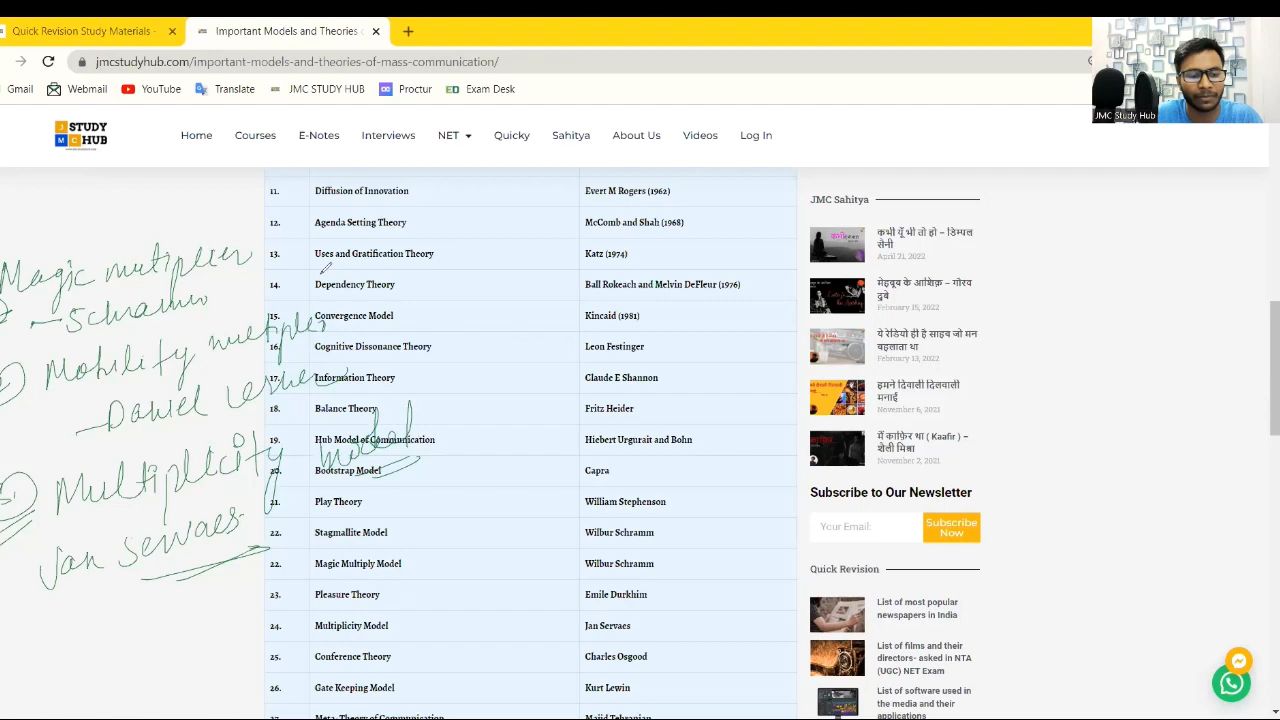 Quick Revision Study Materials -
Important Models and Theories o
jmcstudyhub.com/important-models-and-theories-of-mass-communication/
Gmail Webmail YouTube Translate JMC STUDY HUB Proctur Exam Desk
JMC Study Hub
J STUDY
M C HUB
Home Courses E-Notes Interviews NET Quicky Sahitya About Us Videos Log In
11. Diffusion of Innovation Evert M Rogers (1962)
12. Agenda Setting Theory McComb and Shah (1968)
13. Uses and Gratification Theory Katz (1974)
14. Dependency Theory Ball Rokeach and Melvin DeFleur (1976)
15. Convergence Model Kincaid (1981)
Cognitive Dissonance Theory Leon Festinger
17. Information Theory Claude E Shannon
18. Balance Theory Fritz Heider
19. Hub Model of Communication Hiebert Urgurait and Bohn
20. Bootstrap Model Capra
21. Play Theory William Stephenson
22. Stagmallite Model Wilbur Schramm
22. Magic Multiply Model Wilbur Schramm
23. Pleasure Theory Emile Durkhim
24. Multiplicity Model Jan Servaes
25. Conference Theory Charles Osgood
26. Gate Keeping Model Kurt Lewin
27. Meta- Theory of Communication Majid Tehranian
Magic
Daniel
model
Jan
JMC Sahitya
कभी यूँ भी तो हो – डिम्पल
सैनी
April 21, 2022
मेहबूब के आशिक़ – गौरव
दुबे
February 15, 2022
ये रेडियो ही है साहब जो मन
बहलाता था
February 13, 2022
हमने दिवाली दिलवाली
मनाई
November 6, 2021
में काफ़िर था ( Kaafir ) –
शैली मिश्रा
November 2, 2021
Subscribe to Our Newsletter
Your Email:
Subscribe
Now
Quick Revision
List of most popular
newspapers in India
List of films and their
directors- asked in NTA
(UGC) NET Exam
List of software used in
the media and their
applications